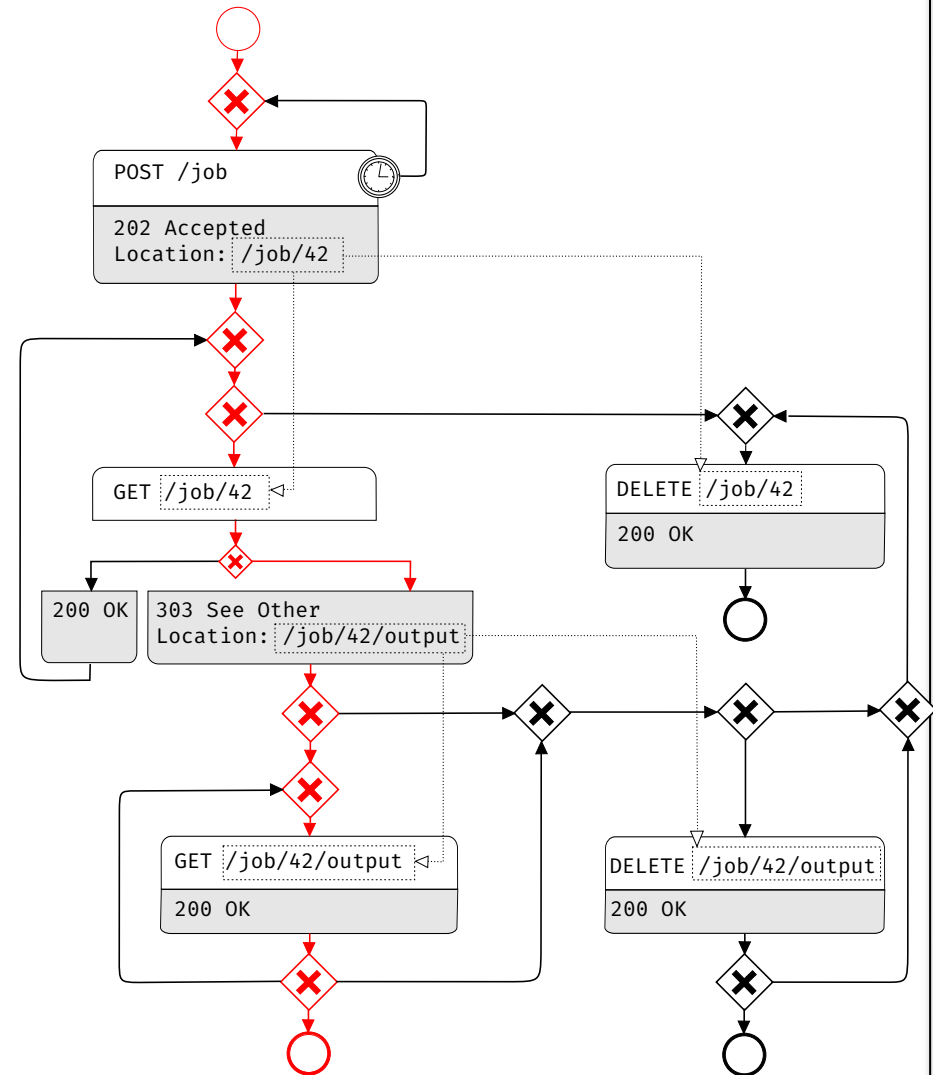 POST /job
202 Accepted
Location: /job/42
GET /job/42
DELETE /job/42
200 OK
200 OK
303 See Other
Location: /job/42/output
GET /job/42/output
200 OK
DELETE /job/42/output
200 OK